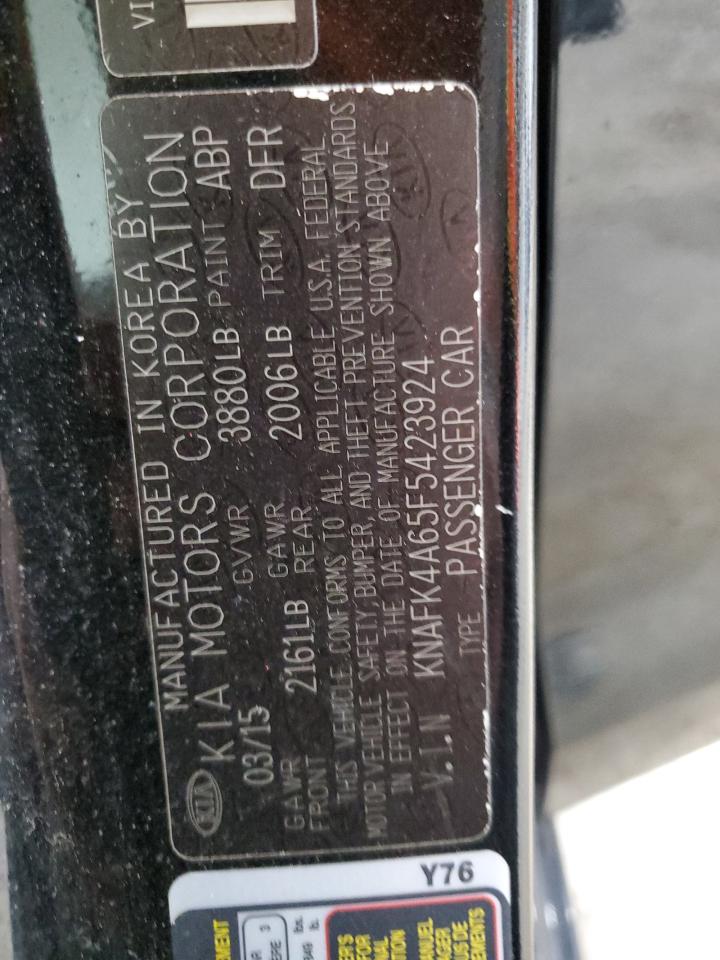 VI
MANUFACTURED IN KOREA BY
KIA KIA MOTORS CORPORATION
03/15 GVWR 3880LB PAINT ABP
GAWR FRONT 2161LB GAWR REAR 2006LB TRIM DFR
THIS VEHICLE CONFORMS TO ALL APPLICABLE U.S.A. FEDERAL
MOTOR VEHICLE SAFETY, BUMPER, AND THEFT PREVENTION STANDARDS
IN EFFECT ON THE DATE OF MANUFACTURE SHOWN ABOVE
V.I.N KNAFK4A65F5423924
TYPE PASSENGER CAR
Y76